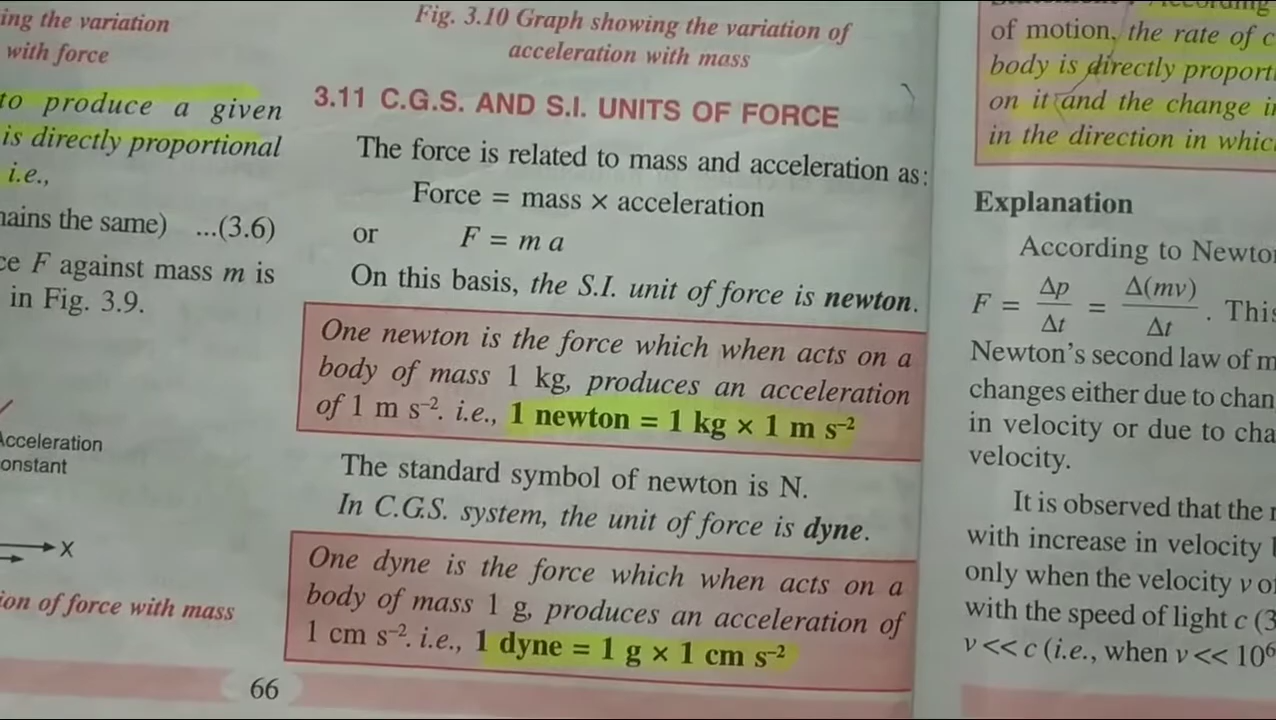 ing the variation
with force
to produce a given
is directly proportional
i.e.,
the same) ...(3.6)
F against mass m is
in Fig. 3.9.
Acceleration
onstant
X
ion of force with mass
Fig. 3.10 Graph showing the variation of
acceleration with mass
3.11 C.G.S. AND S.I. UNITS OF FORCE
The force is related to mass and acceleration as:
Force = mass × acceleration
or F = m a
On this basis, the S.I. unit of force is newton.
One newton is the force which when acts on a
body of mass 1 kg, produces an acceleration
of 1 m s⁻². i.e., 1 newton = 1 kg × 1 m s⁻²
The standard symbol of newton is N.
In C.G.S. system, the unit of force is dyne.
One dyne is the force which when acts on a
body of mass 1 g, produces an acceleration of
1 cm s⁻². i.e., 1 dyne = 1 g × 1 cm s⁻²
66
of motion, the rate of c
body is directly proporti
on it and the change in
in the direction in which
Explanation
According to Newton
F = Δp/Δt = Δ(mv)/Δt . This
Newton's second law of m
changes either due to chan
in velocity or due to cha
velocity.
It is observed that the
with increase in velocity
only when the velocity v of
with the speed of light c (3
v << c (i.e., when v << 10⁶